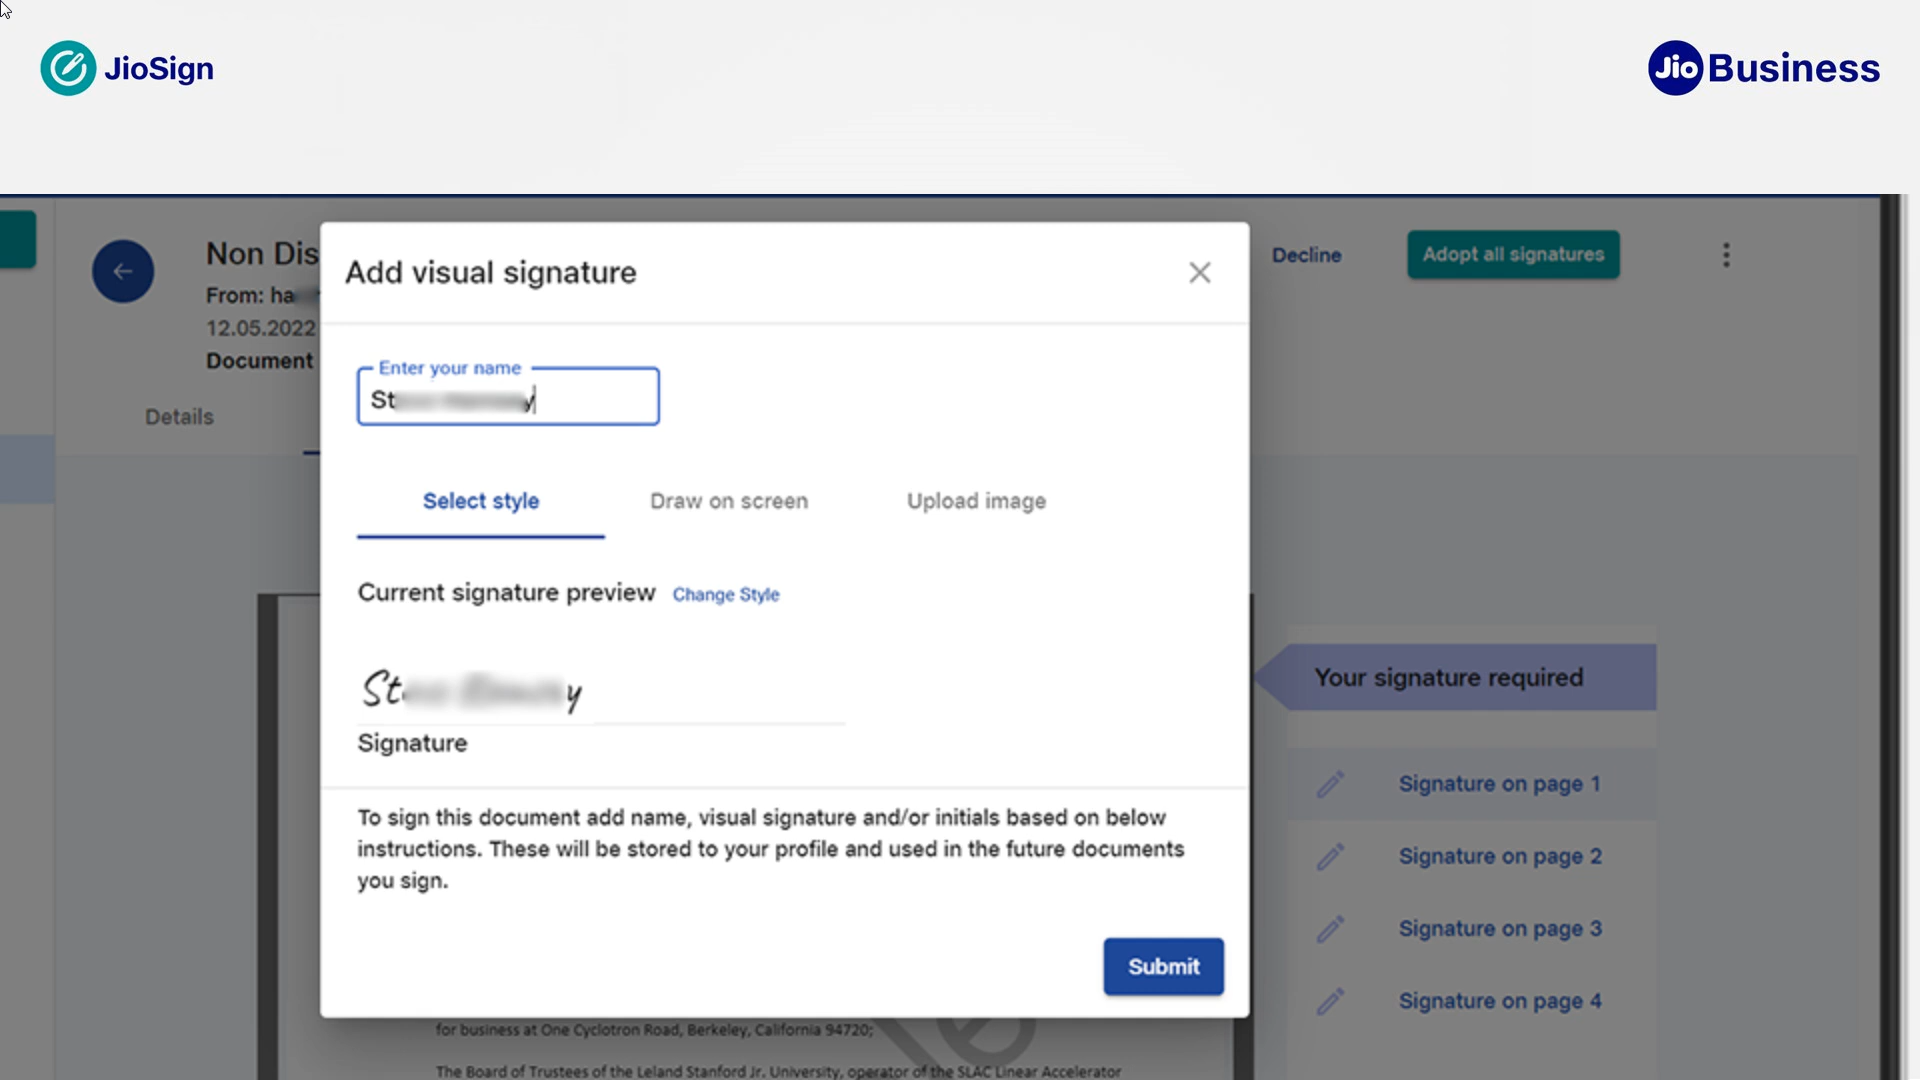 JioSign
Jio Business
Non Dis
From: ha
12.05.2022
Document
Details
Decline
Adopt all signatures
Add visual signature
Enter your name
Select style
Draw on screen
Upload image
Current signature preview
Change Style
Signature
To sign this document add name, visual signature and/or initials based on below
instructions. These will be stored to your profile and used in the future documents
you sign.
Submit
Your signature required
Signature on page 1
Signature on page 2
Signature on page 3
Signature on page 4
for business at One Cyclotron Road, Berkeley, California 94720;
The Board of Trustees of the Leland Stanford Jr. University, operator of the SLAC Linear Accelerator